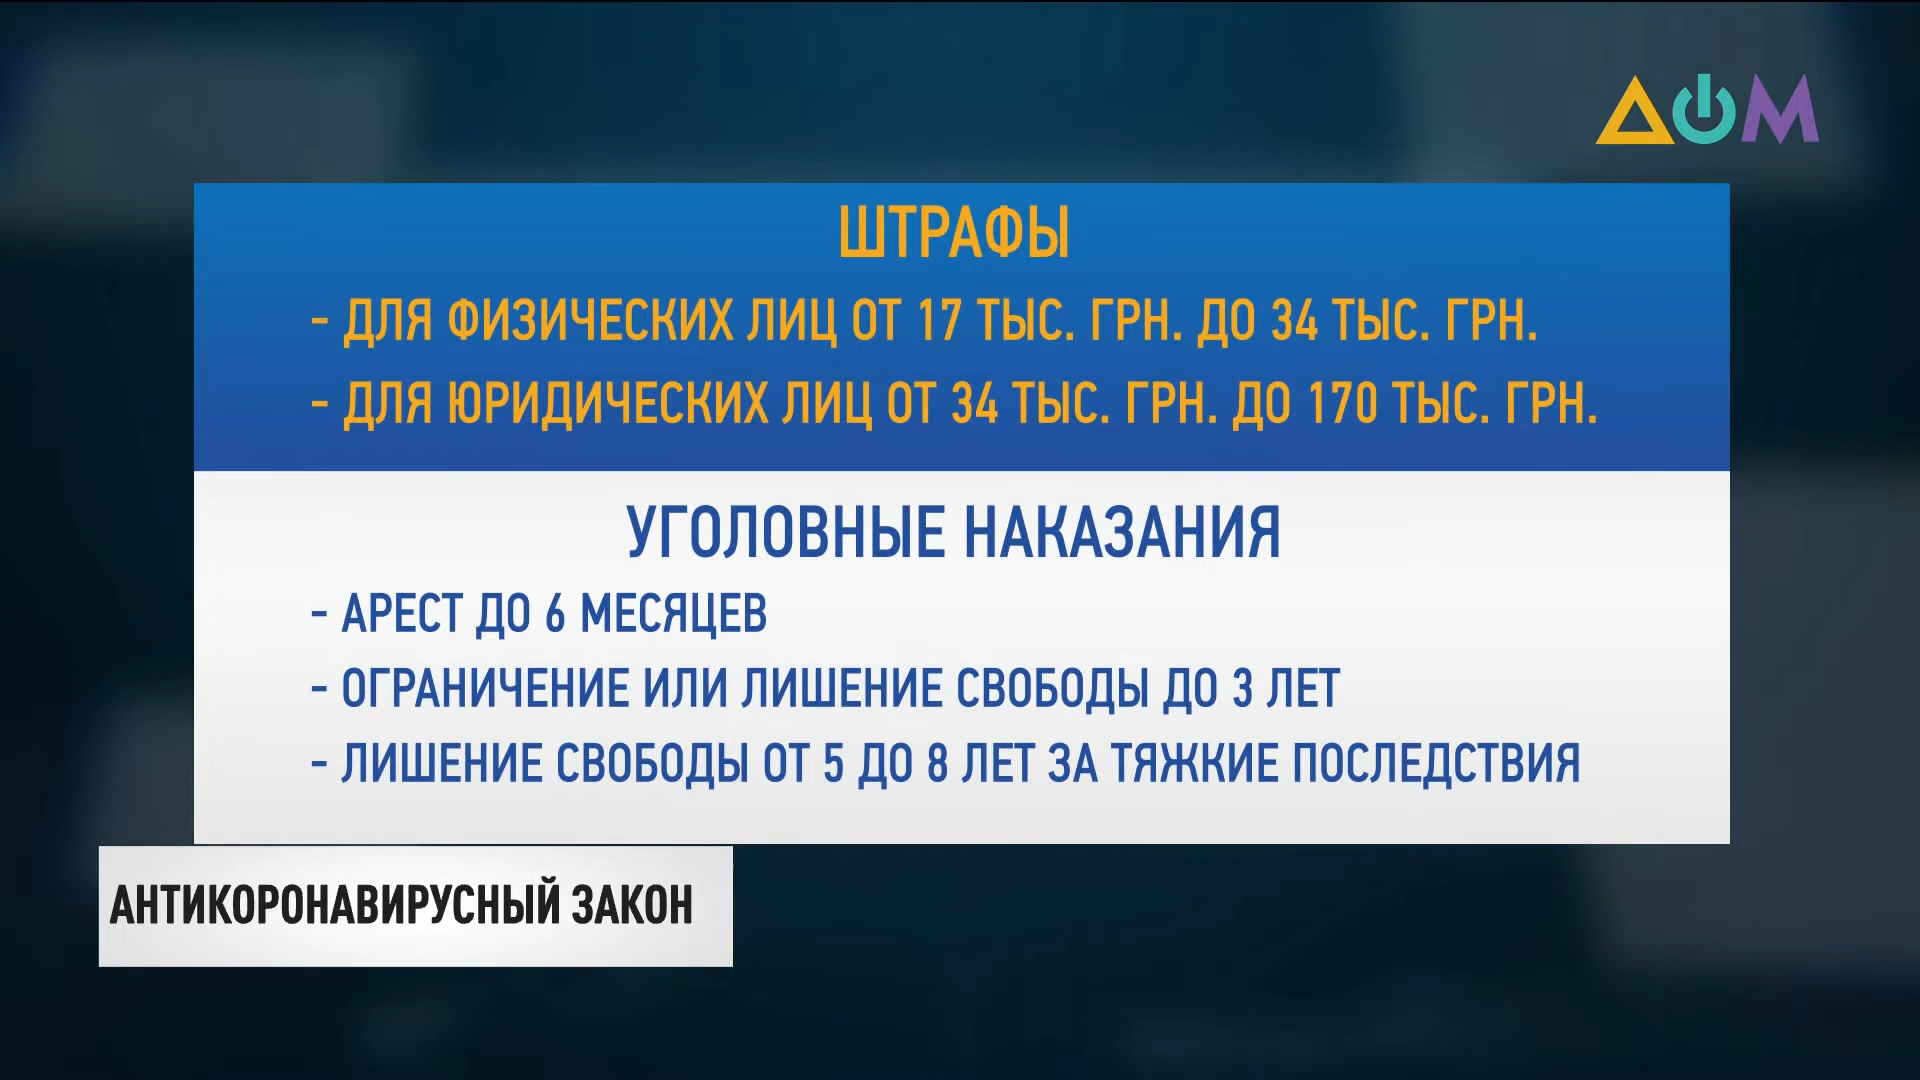 ДОМ
ШТРАФЫ
- ДЛЯ ФИЗИЧЕСКИХ ЛИЦ ОТ 17 ТЫС. ГРН. ДО 34 ТЫС. ГРН.
- ДЛЯ ЮРИДИЧЕСКИХ ЛИЦ ОТ 34 ТЫС. ГРН. ДО 170 ТЫС. ГРН.
УГОЛОВНЫЕ НАКАЗАНИЯ
- АРЕСТ ДО 6 МЕСЯЦЕВ
- ОГРАНИЧЕНИЕ ИЛИ ЛИШЕНИЕ СВОБОДЫ ДО 3 ЛЕТ
- ЛИШЕНИЕ СВОБОДЫ ОТ 5 ДО 8 ЛЕТ ЗА ТЯЖКИЕ ПОСЛЕДСТВИЯ
АНТИКОРОНАВИРУСНЫЙ ЗАКОН